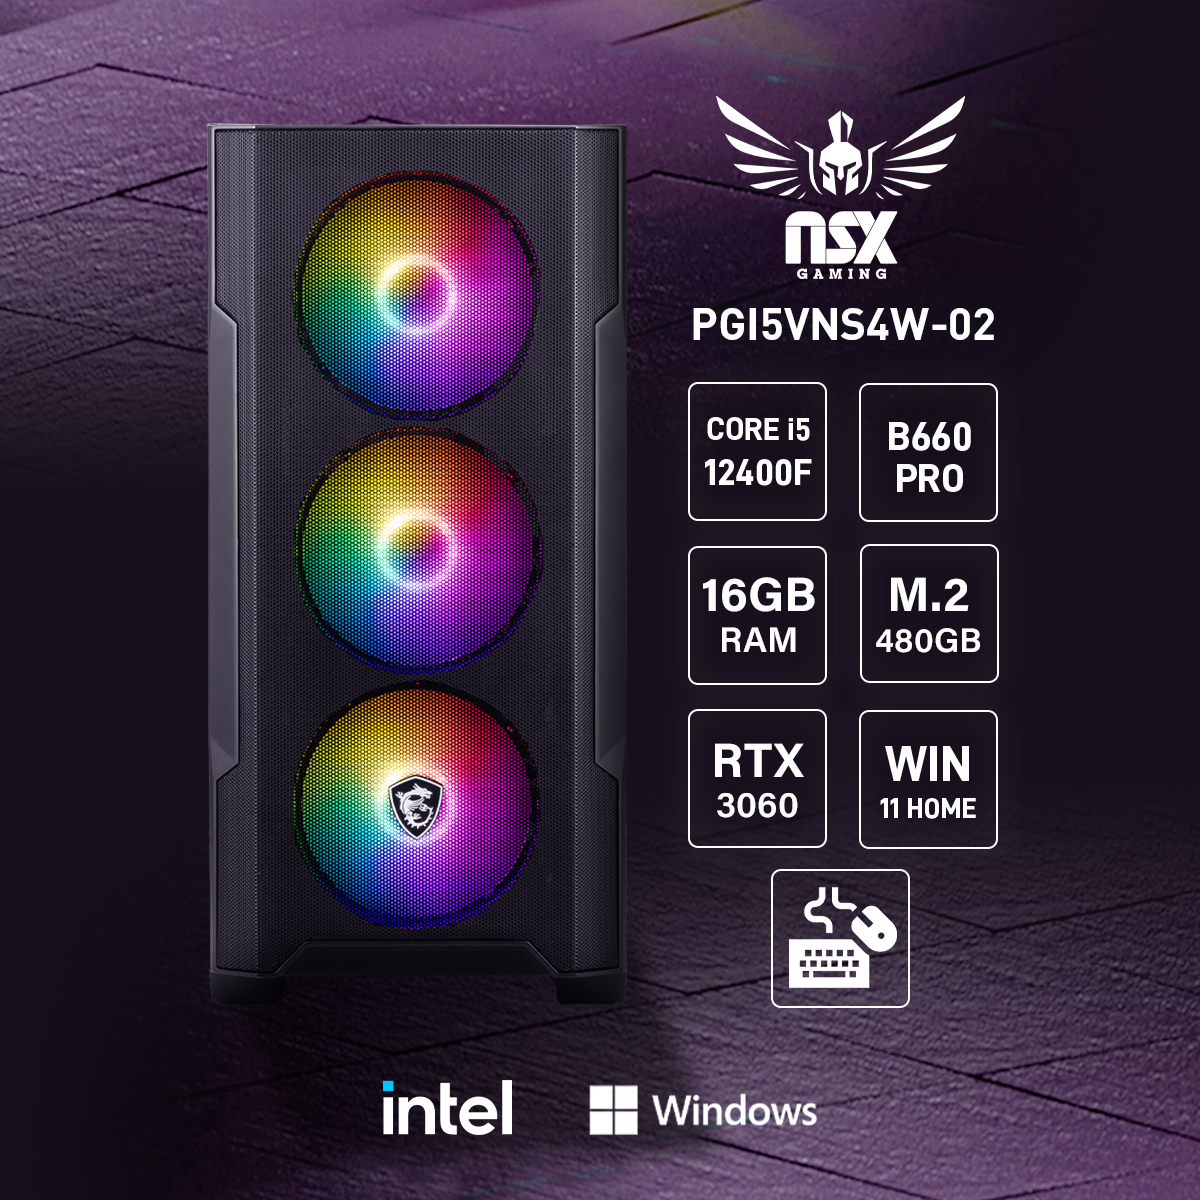 NSX
GAMING
PGI5VNS4W-02
CORE i5
12400F
B660
PRO
16GB
RAM
M.2
480GB
RTX
3060
WIN
11 HOME
intel
Windows